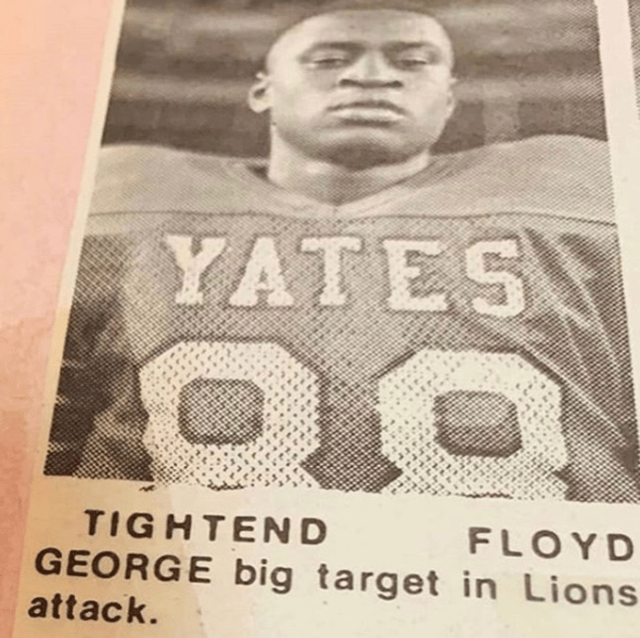 YATES
88
TIGHTEND FLOYD
GEORGE big target in Lions
attack.